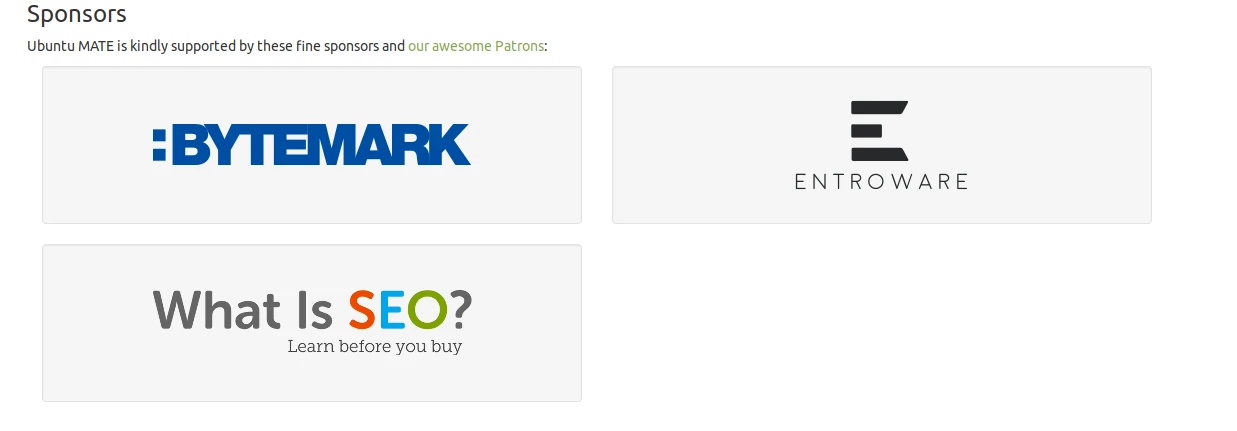 Sponsors
Ubuntu MATE is kindly supported by these fine sponsors and our awesome Patrons:
:BYTEMARK
ENTROWARE
What Is SEO?
Learn before you buy